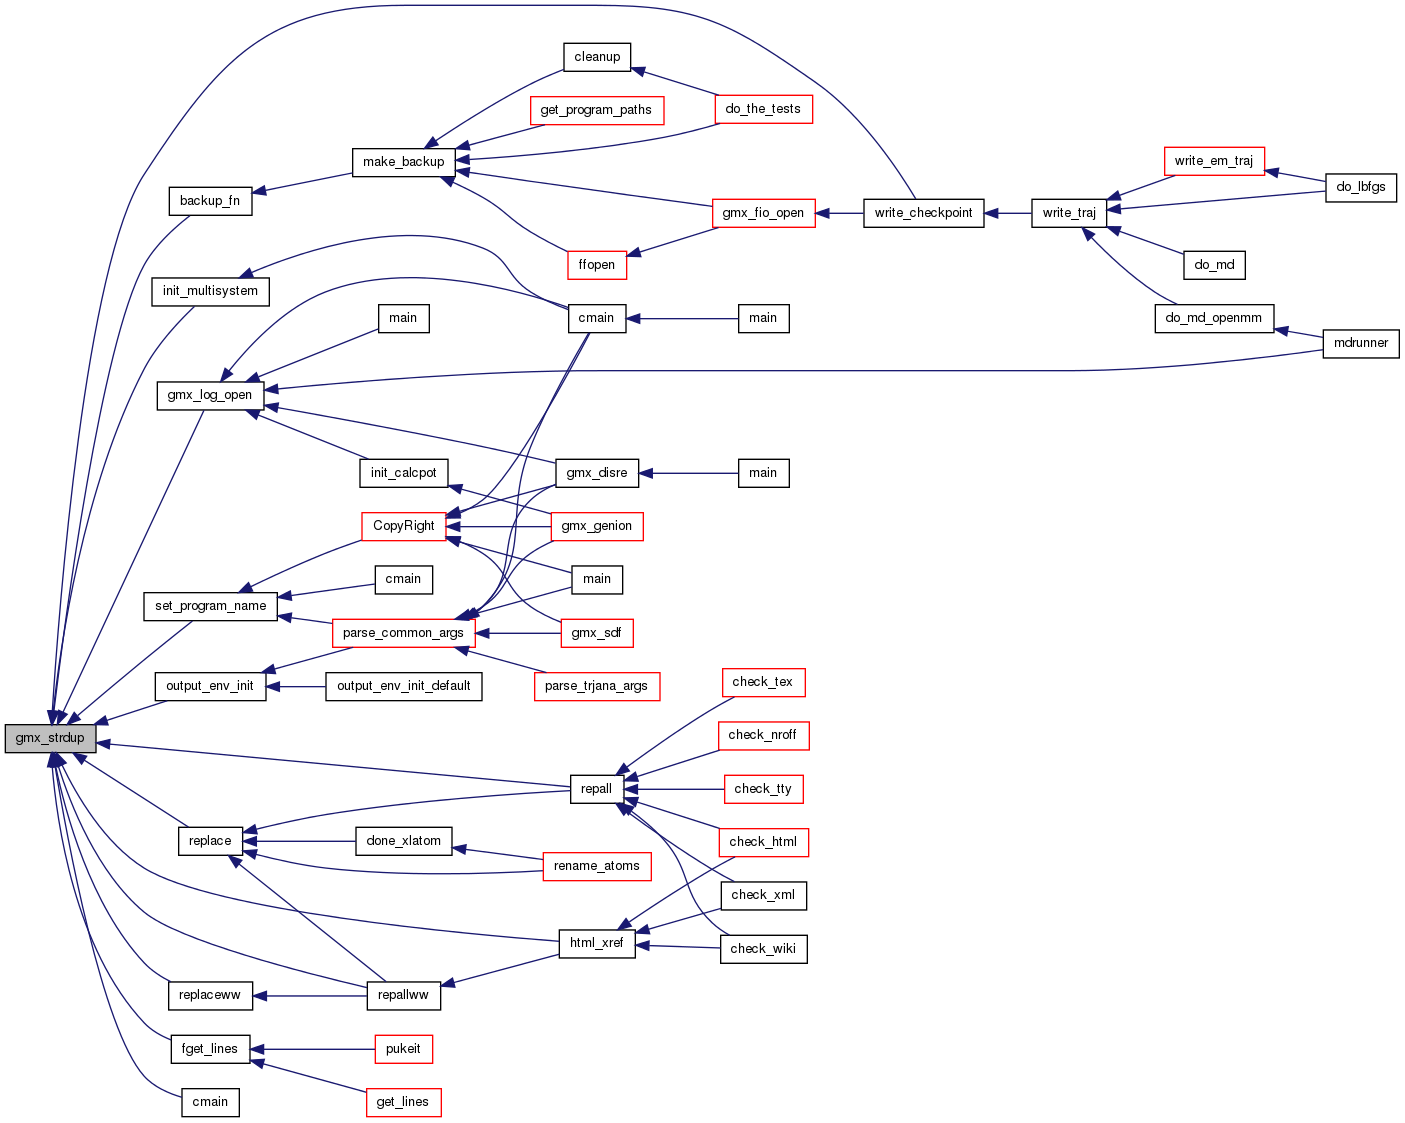 cleanup
get_program_paths
do_the_tests
make_backup
write_em_traj
do_lbfgs
backup_fn
gmx_fio_open
write_checkpoint
write_traj
ffopen
do_md
init_multisystem
main
cmain
main
do_md_openmm
mdrunner
gmx_log_open
init_calcpot
gmx_disre
main
CopyRight
gmx_genion
cmain
main
set_program_name
parse_common_args
gmx_sdf
output_env_init
output_env_init_default
parse_trjana_args
check_tex
gmx_strdup
check_nroff
repall
check_tty
replace
done_xlatom
check_html
rename_atoms
check_xml
html_xref
check_wiki
replaceww
repallww
fget_lines
pukeit
cmain
get_lines